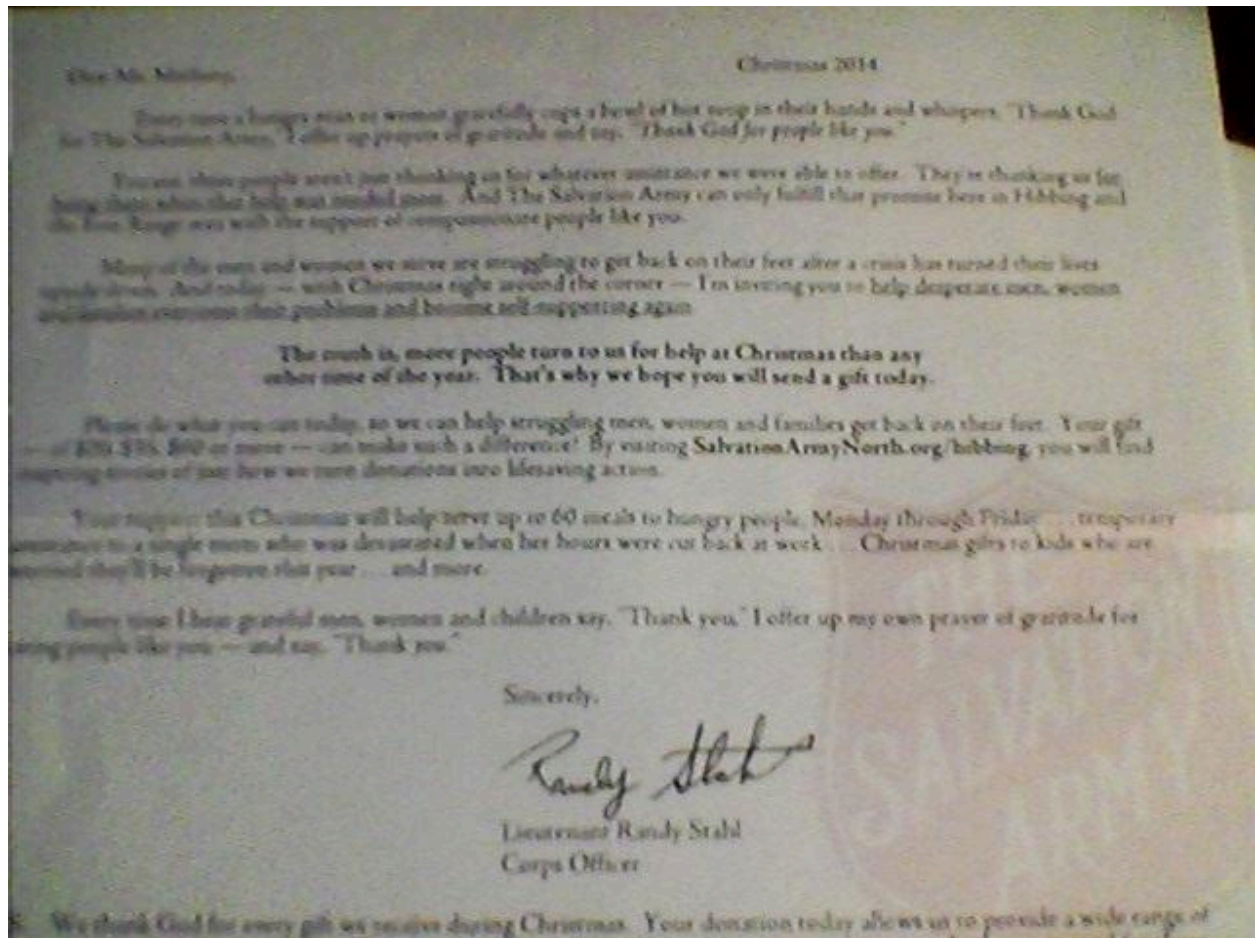 Christmas 2014
Every time a hungry man or woman gratefully cups a bowl of hot soup in their hands and whispers, "Thank God
for The Salvation Army," I offer up prayers of gratitude and say, "Thank God for people like you."
You see, these people aren't just thanking us for whatever assistance we were able to offer. They're thanking us for
being there when that help was needed most. And The Salvation Army can only fulfill that promise here in Hibbing and
the Iron Range area with the support of compassionate people like you.
Many of the men and women we serve are struggling to get back on their feet after a crisis has turned their lives
upside down. And today — with Christmas right around the corner — I'm inviting you to help desperate men, women
and families overcome their problems and become self-supporting again.
The truth is, more people turn to us for help at Christmas than any
other time of the year. That's why we hope you will send a gift today.
Please do what you can today, so we can help struggling men, women and families get back on their feet. Your gift
— of $20, $35, $60 or more — can make such a difference! By visiting SalvationArmyNorth.org/hibbing, you will find
inspiring stories of just how we turn donations into lifesaving action.
Your support this Christmas will help serve up to 60 meals to hungry people, Monday through Friday . . . temporary
assistance to a single mom who was devastated when her hours were cut back at work . . . Christmas gifts to kids who are
worried they'll be forgotten this year . . . and more.
Every time I hear grateful men, women and children say, "Thank you," I offer up my own prayer of gratitude for
caring people like you — and say, "Thank you."
Sincerely,
Randy Stahl
Lieutenant Randy Stahl
Corps Officer
THE
SALVATION
ARMY
S. We thank God for every gift we receive during Christmas. Your donation today allows us to provide a wide range of